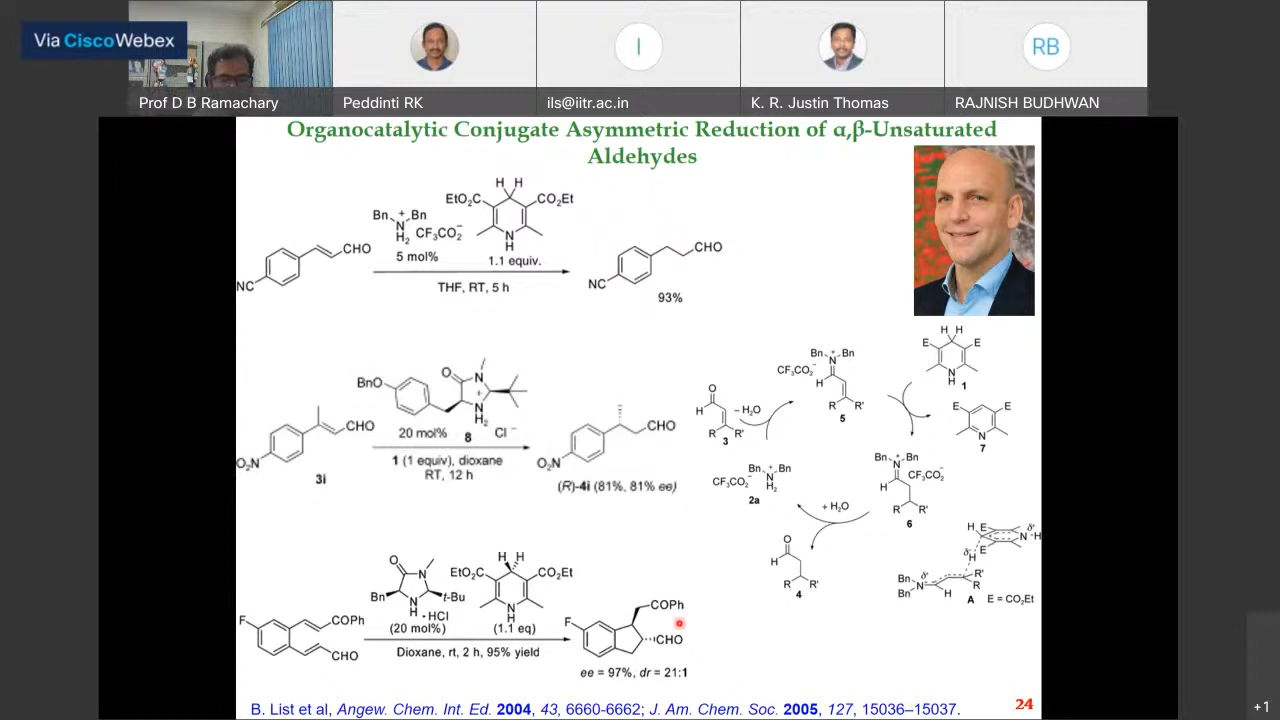 Via Cisco Webex
Prof D B Ramachary
Peddinti RK
I
ils@iitr.ac.in
K. R. Justin Thomas
RB
RAJNISH BUDHWAN
Organocatalytic Conjugate Asymmetric Reduction of α,β-Unsaturated
Aldehydes
H H
EtO₂C CO₂Et
Bn + Bn
N
H₂ CF₃CO₂⁻
N
H
5 mol% 1.1 equiv.
CHO
NC
THF, RT, 5 h
CHO
NC
93%
O N
BnO
+
N
H₂
20 mol% 8 Cl⁻
CHO
O₂N
3i
1 (1 equiv), dioxane
RT, 12 h
CHO
O₂N
(R)-4i (81%, 81% ee)
H H
E E
N
H 1
Bn + Bn
N
CF₃CO₂⁻
H
R R'
5
O
H
R R'
3
– H₂O
E E
N
7
Bn + Bn
N
H₂
CF₃CO₂⁻
2a
Bn + Bn
N
CF₃CO₂⁻
H
R R'
6
+ H₂O
O
H
R R'
4
H E
E
N H
δ⁺
δ⁻
H
Bn N δ⁺
Bn
H
R'
R
A E = CO₂Et
O N
Bn N t-Bu
H
•HCl
(20 mol%)
H H
EtO₂C CO₂Et
N
H
(1.1 eq)
F
COPh
CHO
Dioxane, rt, 2 h, 95% yield
F
COPh
CHO
ee = 97%, dr = 21:1
B. List et al, Angew. Chem. Int. Ed. 2004, 43, 6660-6662; J. Am. Chem. Soc. 2005, 127, 15036–15037.
24
+1